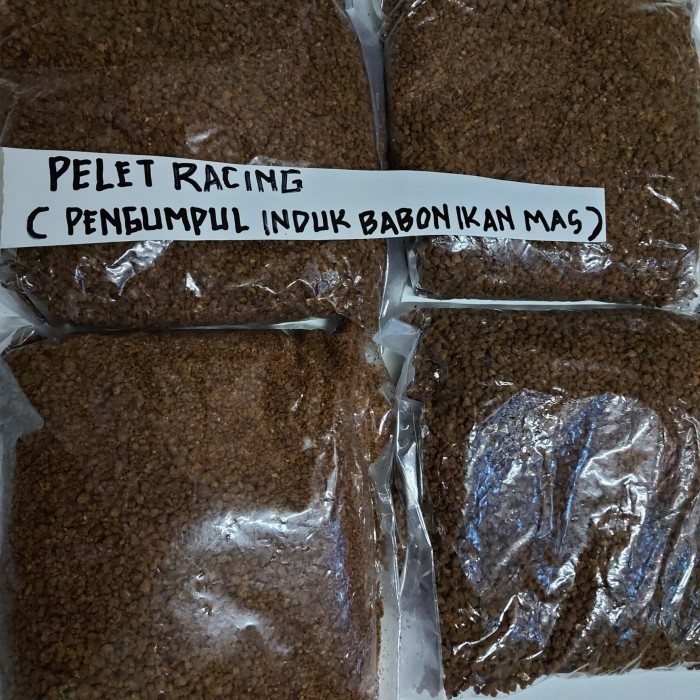 PELET RACING
( PENGUMPUL INDUK BABON IKAN MAS )